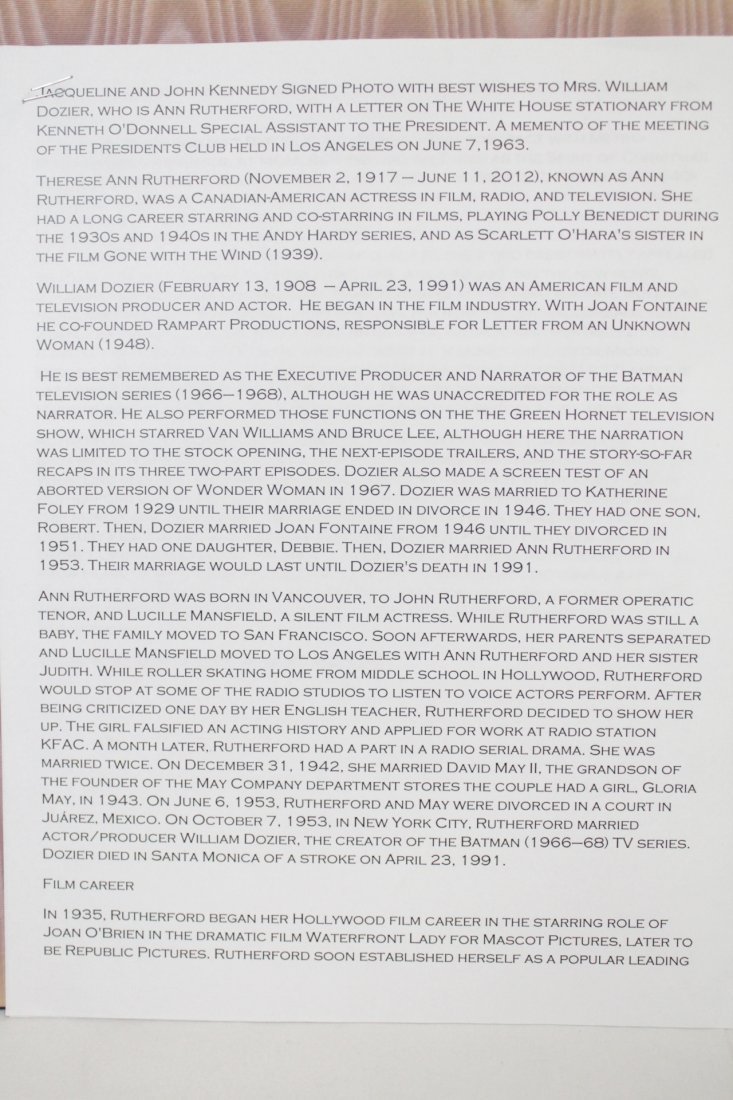 Jacqueline and John Kennedy Signed Photo with best wishes to Mrs. William
Dozier, who is Ann Rutherford, with a letter on The White House stationary from
Kenneth O'Donnell Special Assistant to the President. A memento of the meeting
of the Presidents Club held in Los Angeles on June 7,1963.
Therese Ann Rutherford (November 2, 1917 – June 11, 2012), known as Ann
Rutherford, was a Canadian-American actress in film, radio, and television. She
had a long career starring and co-starring in films, playing Polly Benedict during
the 1930s and 1940s in the Andy Hardy series, and as Scarlett O'Hara's sister in
the film Gone with the Wind (1939).
William Dozier (February 13, 1908 – April 23, 1991) was an American film and
television producer and actor. He began in the film industry. With Joan Fontaine
he co-founded Rampart Productions, responsible for Letter from an Unknown
Woman (1948).
He is best remembered as the Executive Producer and Narrator of the Batman
television series (1966–1968), although he was unaccredited for the role as
narrator. He also performed those functions on the the Green Hornet television
show, which starred Van Williams and Bruce Lee, although here the narration
was limited to the stock opening, the next-episode trailers, and the story-so-far
recaps in its three two-part episodes. Dozier also made a screen test of an
aborted version of Wonder Woman in 1967. Dozier was married to Katherine
Foley from 1929 until their marriage ended in divorce in 1946. They had one son,
Robert. Then, Dozier married Joan Fontaine from 1946 until they divorced in
1951. They had one daughter, Debbie. Then, Dozier married Ann Rutherford in
1953. Their marriage would last until Dozier's death in 1991.
Ann Rutherford was born in Vancouver, to John Rutherford, a former operatic
tenor, and Lucille Mansfield, a silent film actress. While Rutherford was still a
baby, the family moved to San Francisco. Soon afterwards, her parents separated
and Lucille Mansfield moved to Los Angeles with Ann Rutherford and her sister
Judith. While roller skating home from middle school in Hollywood, Rutherford
would stop at some of the radio studios to listen to voice actors perform. After
being criticized one day by her English teacher, Rutherford decided to show her
up. The girl falsified an acting history and applied for work at radio station
KFAC. A month later, Rutherford had a part in a radio serial drama. She was
married twice. On December 31, 1942, she married David May II, the grandson of
the founder of the May Company department stores the couple had a girl, Gloria
May, in 1943. On June 6, 1953, Rutherford and May were divorced in a court in
Juárez, Mexico. On October 7, 1953, in New York City, Rutherford married
actor/producer William Dozier, the creator of the Batman (1966–68) TV series.
Dozier died in Santa Monica of a stroke on April 23, 1991.
Film career
In 1935, Rutherford began her Hollywood film career in the starring role of
Joan O'Brien in the dramatic film Waterfront Lady for Mascot Pictures, later to
be Republic Pictures. Rutherford soon established herself as a popular leading